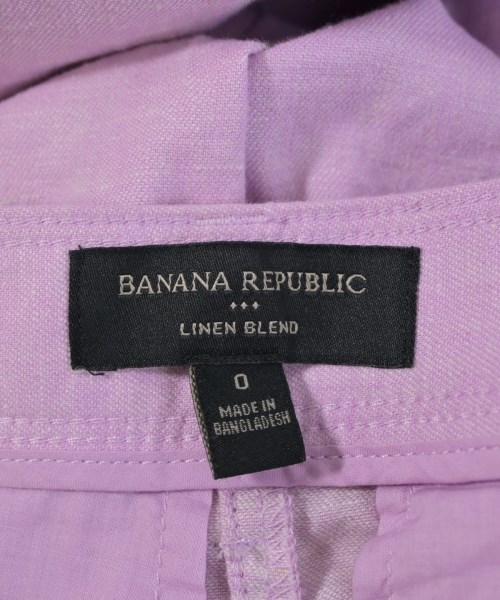 BANANA REPUBLIC
LINEN BLEND
0
MADE IN
BANGLADESH